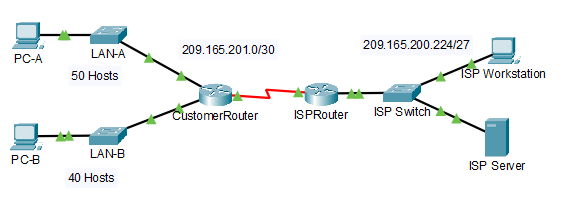 PC-A
LAN-A
50 Hosts
209.165.201.0/30
209.165.200.224/27
ISP Workstation
CustomerRouter
ISPRouter
ISP Switch
PC-B
LAN-B
40 Hosts
ISP Server